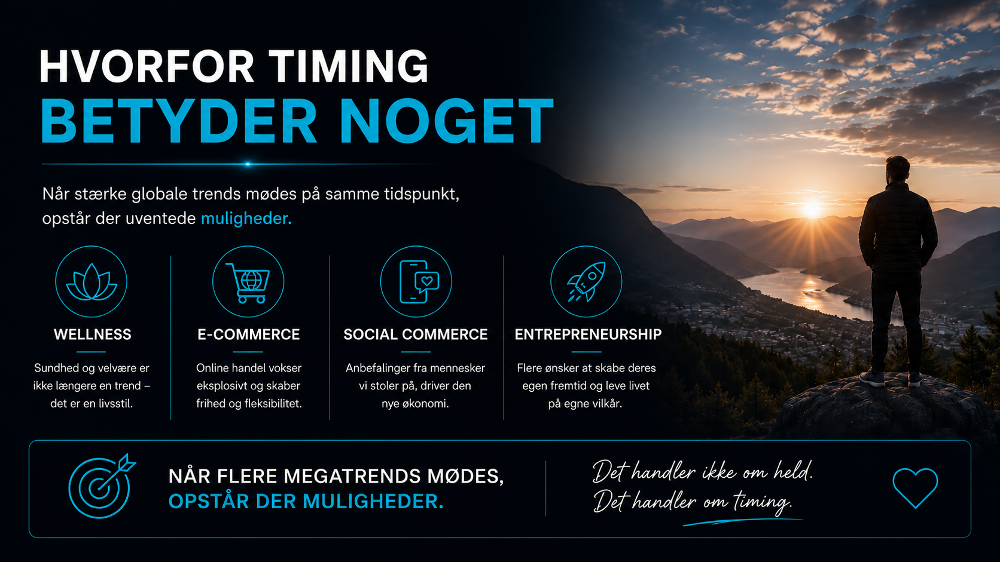 HVORFOR TIMING
BETYDER NOGET
Når stærke globale trends mødes på samme tidspunkt,
opstår der uventede muligheder.
WELLNESS
Sundhed og velvære er
ikke længere en trend –
det er en livsstil.
E-COMMERCE
Online handel vokser
eksplosivt og skaber
frihed og fleksibilitet.
SOCIAL COMMERCE
Anbefalinger fra mennesker
vi stoler på, driver den
nye økonomi.
ENTREPRENEURSHIP
Flere ønsker at skabe deres
egen fremtid og leve livet
på egne vilkår.
NÅR FLERE MEGATRENDS MØDES,
OPSTÅR DER MULIGHEDER.
Det handler ikke om held.
Det handler om timing.